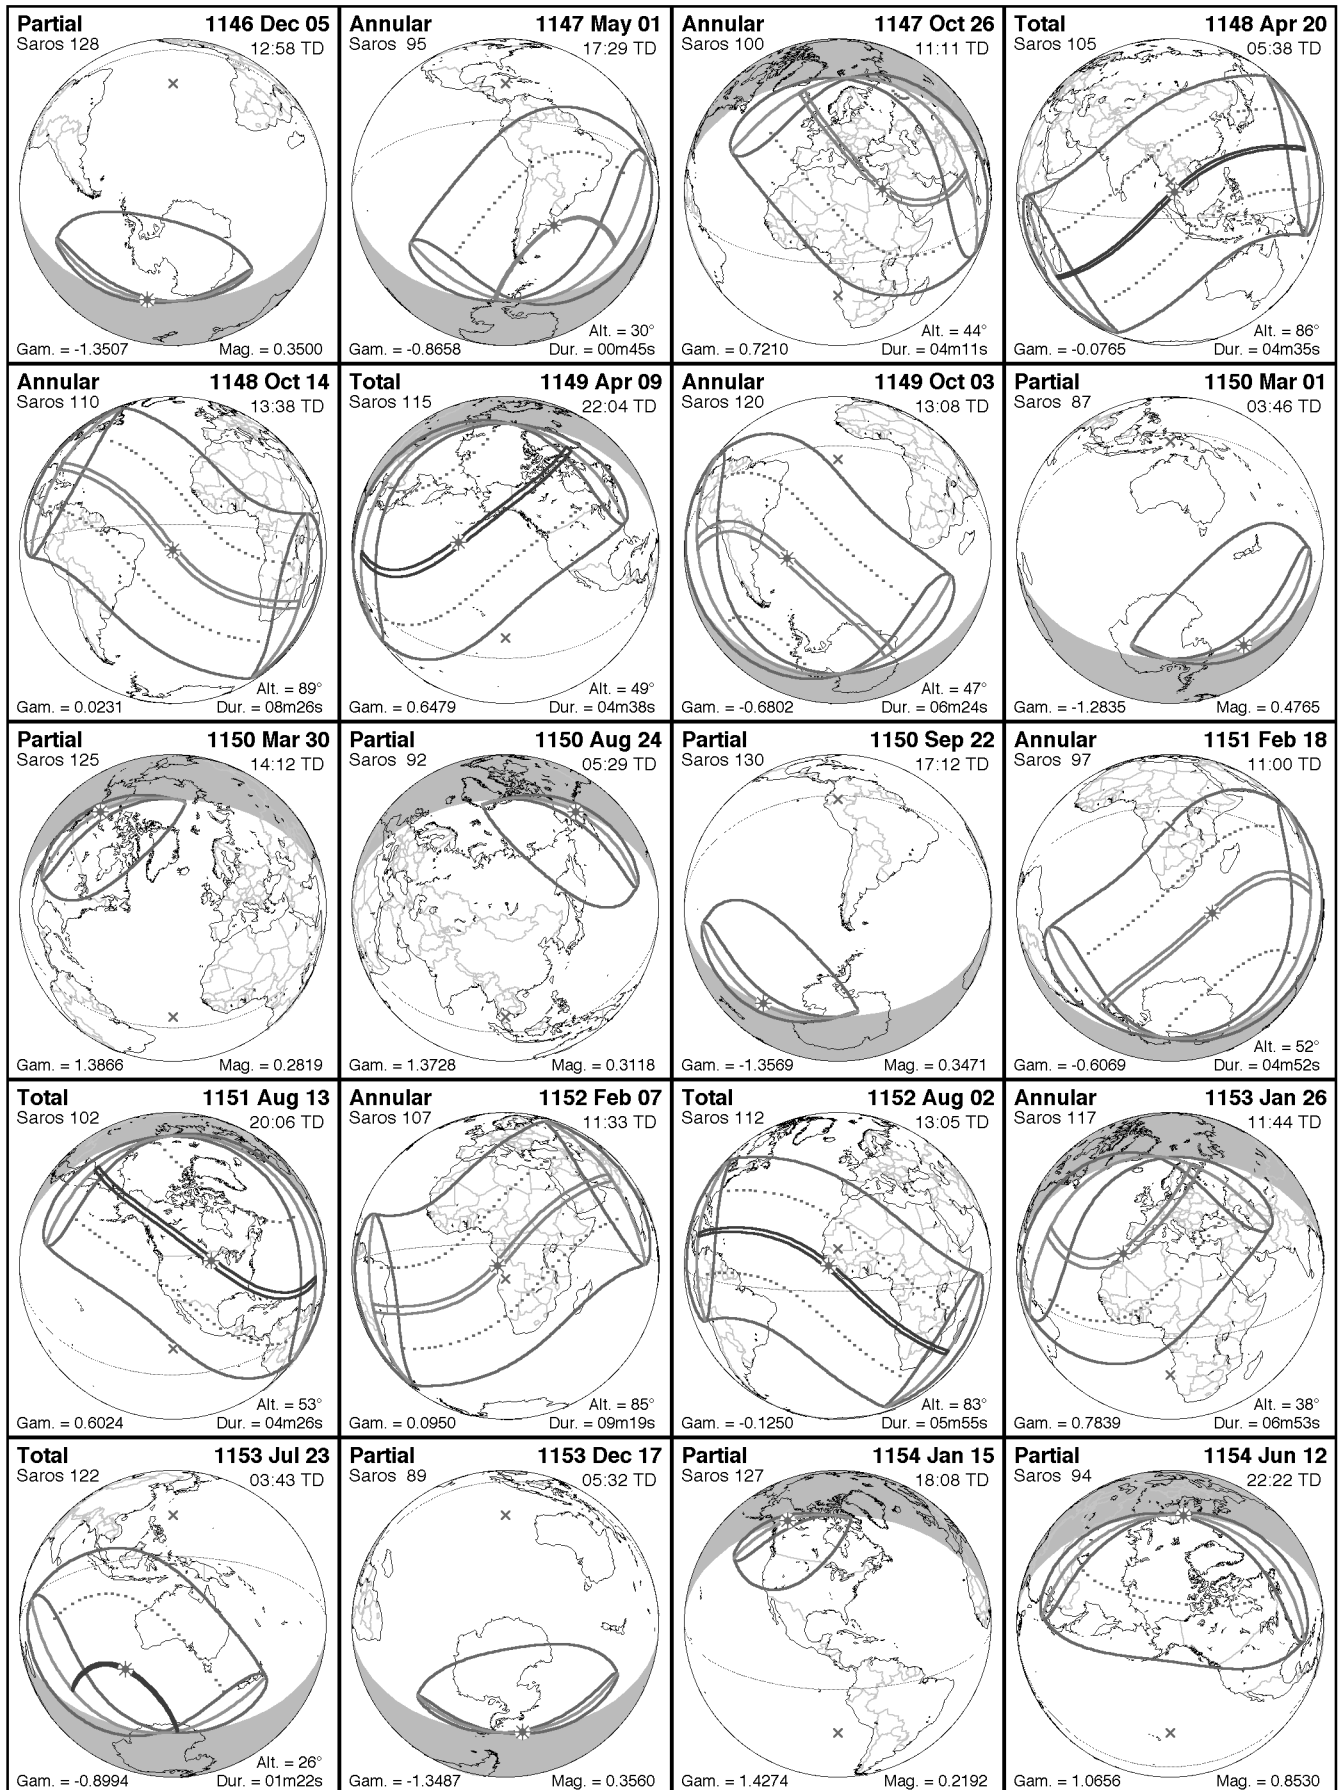 Partial 1146 Dec 05
Saros 128 12:58 TD
Gam. = -1.3507 Mag. = 0.3500
Annular 1147 May 01
Saros 95 17:29 TD
Alt. = 30°
Gam. = -0.8658 Dur. = 00m45s
Annular 1147 Oct 26
Saros 100 11:11 TD
Alt. = 44°
Gam. = 0.7210 Dur. = 04m11s
Total 1148 Apr 20
Saros 105 05:38 TD
Alt. = 86°
Gam. = -0.0765 Dur. = 04m35s
Annular 1148 Oct 14
Saros 110 13:38 TD
Alt. = 89°
Gam. = 0.0231 Dur. = 08m26s
Total 1149 Apr 09
Saros 115 22:04 TD
Alt. = 49°
Gam. = 0.6479 Dur. = 04m38s
Annular 1149 Oct 03
Saros 120 13:08 TD
Alt. = 47°
Gam. = -0.6802 Dur. = 06m24s
Partial 1150 Mar 01
Saros 87 03:46 TD
Gam. = -1.2835 Mag. = 0.4765
Partial 1150 Mar 30
Saros 125 14:12 TD
Gam. = 1.3866 Mag. = 0.2819
Partial 1150 Aug 24
Saros 92 05:29 TD
Gam. = 1.3728 Mag. = 0.3118
Partial 1150 Sep 22
Saros 130 17:12 TD
Gam. = -1.3569 Mag. = 0.3471
Annular 1151 Feb 18
Saros 97 11:00 TD
Alt. = 52°
Gam. = -0.6069 Dur. = 04m52s
Total 1151 Aug 13
Saros 102 20:06 TD
Alt. = 53°
Gam. = 0.6024 Dur. = 04m26s
Annular 1152 Feb 07
Saros 107 11:33 TD
Alt. = 85°
Gam. = 0.0950 Dur. = 09m19s
Total 1152 Aug 02
Saros 112 13:05 TD
Alt. = 83°
Gam. = -0.1250 Dur. = 05m55s
Annular 1153 Jan 26
Saros 117 11:44 TD
Alt. = 38°
Gam. = 0.7839 Dur. = 06m53s
Total 1153 Jul 23
Saros 122 03:43 TD
Alt. = 26°
Gam. = -0.8994 Dur. = 01m22s
Partial 1153 Dec 17
Saros 89 05:32 TD
Gam. = -1.3487 Mag. = 0.3560
Partial 1154 Jan 15
Saros 127 18:08 TD
Gam. = 1.4274 Mag. = 0.2192
Partial 1154 Jun 12
Saros 94 22:22 TD
Gam. = 1.0656 Mag. = 0.8530